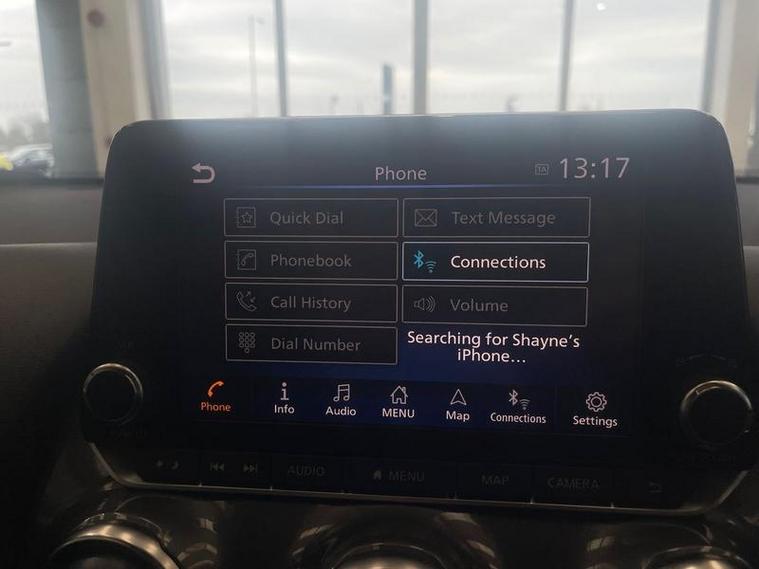 Phone
TA
13:17
Quick Dial
Text Message
Phonebook
Connections
Call History
Volume
Dial Number
Searching for Shayne's
iPhone...
Phone
Info
Audio
MENU
Map
Connections
Settings
AUDIO
MENU
MAP
CAMERA